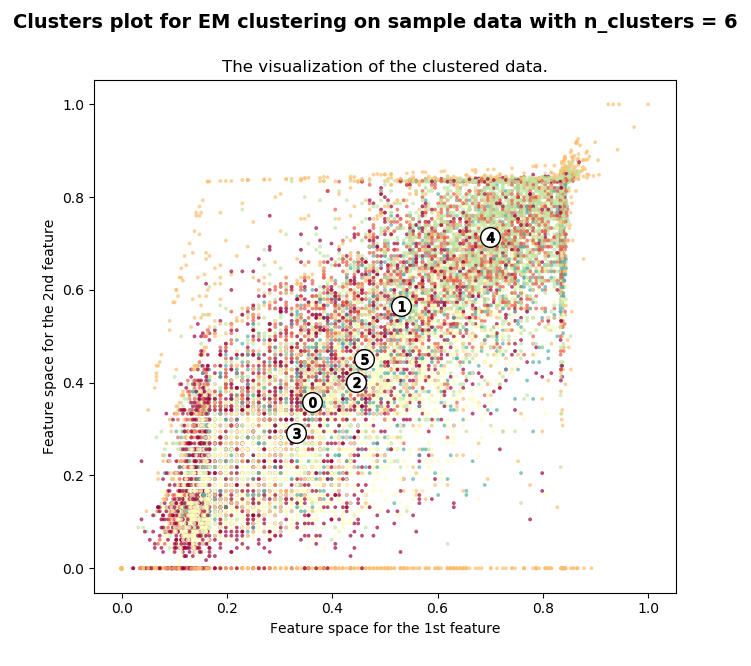 Clusters plot for EM clustering on sample data with n_clusters = 6
The visualization of the clustered data.
1.0
0.8
0.6
0.4
0.2
0.0
Feature space for the 2nd feature
4
1
5
2
0
3
0.0 0.2 0.4 0.6 0.8 1.0
Feature space for the 1st feature